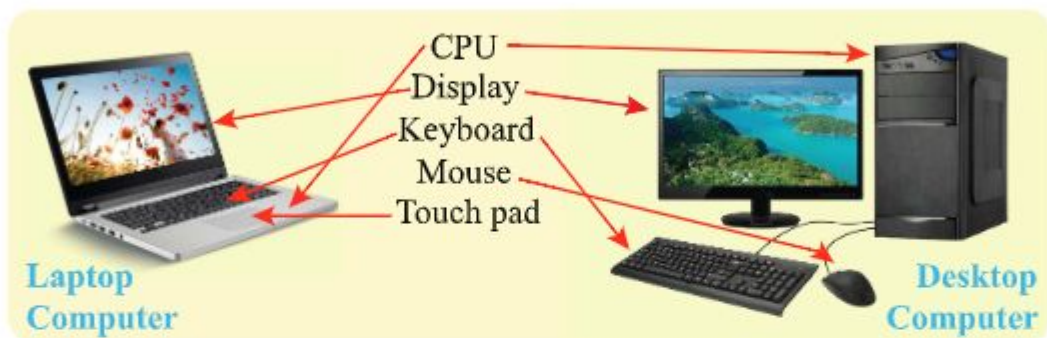 CPU
Display
Keyboard
Mouse
Touch pad
Laptop
Computer
Desktop
Computer